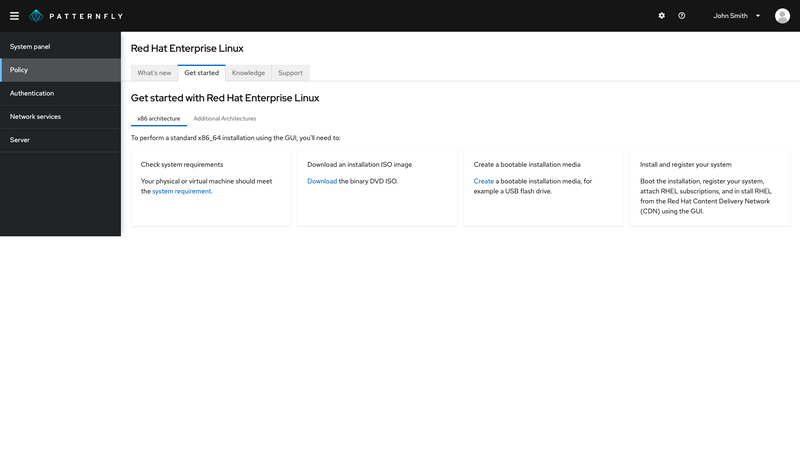 PATTERNFLY
John Smith
System panel
Policy
Authentication
Network services
Server
Red Hat Enterprise Linux
What's new
Get started
Knowledge
Support
Get started with Red Hat Enterprise Linux
x86 architecture
Additional Architectures
To perform a standard x86_64 installation using the GUI, you'll need to:
Check system requirements
Your physical or virtual machine should meet
the system requirement.
Download an installation ISO image
Download the binary DVD ISO.
Create a bootable installation media
Create a bootable installation media, for
example a USB flash drive.
Install and register your system
Boot the installation, register your system,
attach RHEL subscriptions, and in stall RHEL
from the Red Hat Content Delivery Network
(CDN) using the GUI.